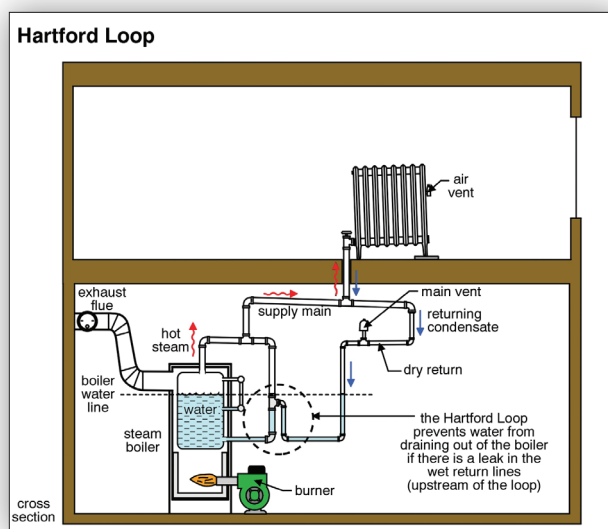 Hartford Loop
air
vent
exhaust
flue
main vent
supply main
returning
condensate
hot
steam
dry return
boiler
water
line
water
the Hartford Loop
prevents water from
draining out of the boiler
if there is a leak in the
wet return lines
(upstream of the loop)
steam
boiler
burner
cross
section